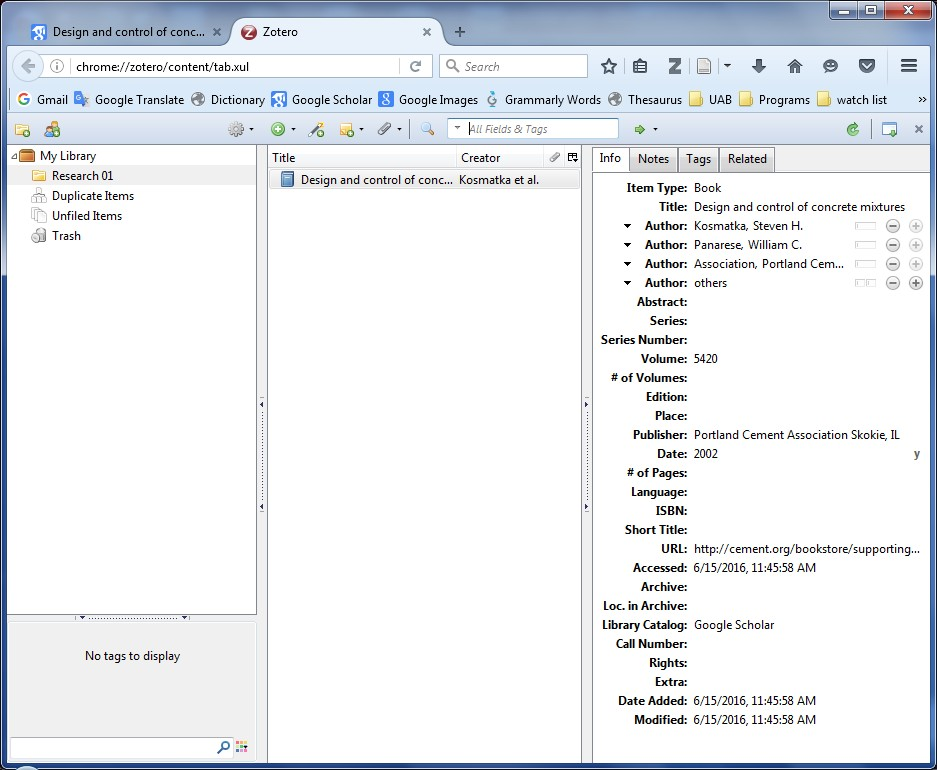 Design and control of conc...
Zotero
chrome://zotero/content/tab.xul
Search
Gmail Google Translate Dictionary Google Scholar Google Images Grammarly Words Thesaurus UAB Programs watch list »
All Fields & Tags
My Library
Research 01
Duplicate Items
Unfiled Items
Trash
No tags to display
Title Creator
Design and control of conc... Kosmatka et al.
Info Notes Tags Related
Item Type: Book
Title: Design and control of concrete mixtures
Author: Kosmatka, Steven H.
Author: Panarese, William C.
Author: Association, Portland Cem...
Author: others
Abstract:
Series:
Series Number:
Volume: 5420
# of Volumes:
Edition:
Place:
Publisher: Portland Cement Association Skokie, IL
Date: 2002 y
# of Pages:
Language:
ISBN:
Short Title:
URL: http://cement.org/bookstore/supporting...
Accessed: 6/15/2016, 11:45:58 AM
Archive:
Loc. in Archive:
Library Catalog: Google Scholar
Call Number:
Rights:
Extra:
Date Added: 6/15/2016, 11:45:58 AM
Modified: 6/15/2016, 11:45:58 AM